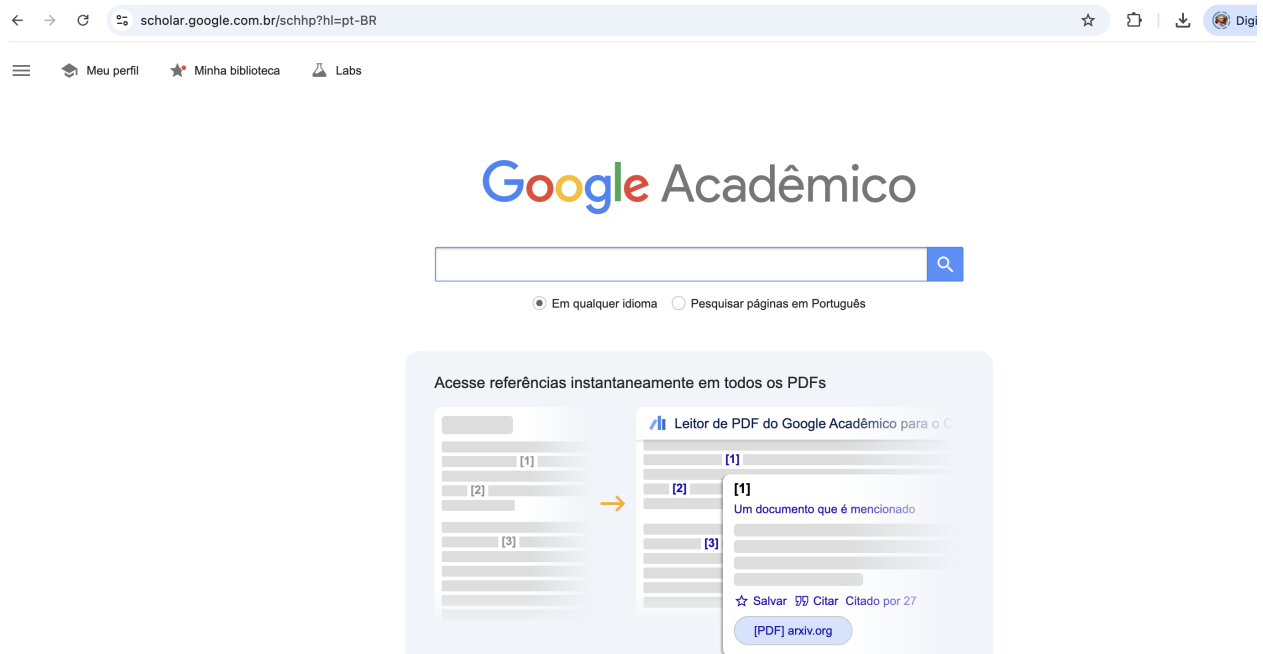 scholar.google.com.br/schhp?hl=pt-BR
Digi
Meu perfil
Minha biblioteca
Labs
Google Acadêmico
Em qualquer idioma
Pesquisar páginas em Português
Acesse referências instantaneamente em todos os PDFs
[1]
[2]
[3]
Leitor de PDF do Google Acadêmico para o C
[1]
[2]
[3]
[1]
Um documento que é mencionado
Salvar Citar Citado por 27
[PDF] arxiv.org